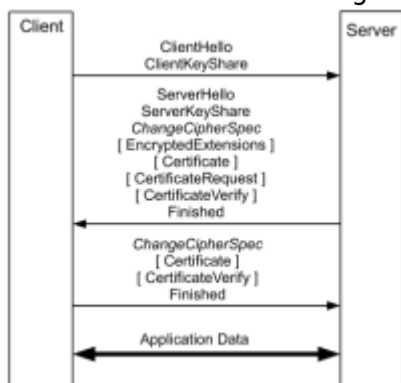 Client
Server
ClientHello
ClientKeyShare
ServerHello
ServerKeyShare
ChangeCipherSpec
[ EncryptedExtensions ]
[ Certificate ]
[ CertificateRequest ]
[ CertificateVerify ]
Finished
ChangeCipherSpec
[ Certificate ]
[ CertificateVerify ]
Finished
Application Data